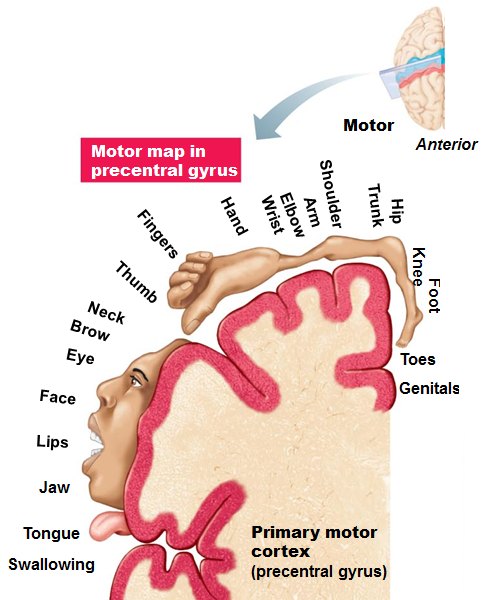 Motor
Anterior
Motor map in
precentral gyrus
Shoulder
Arm
Elbow
Wrist
Hand
Fingers
Thumb
Neck
Brow
Eye
Face
Lips
Jaw
Tongue
Swallowing
Hip
Trunk
Knee
Foot
Toes
Genitals
Primary motor
cortex
(precentral gyrus)